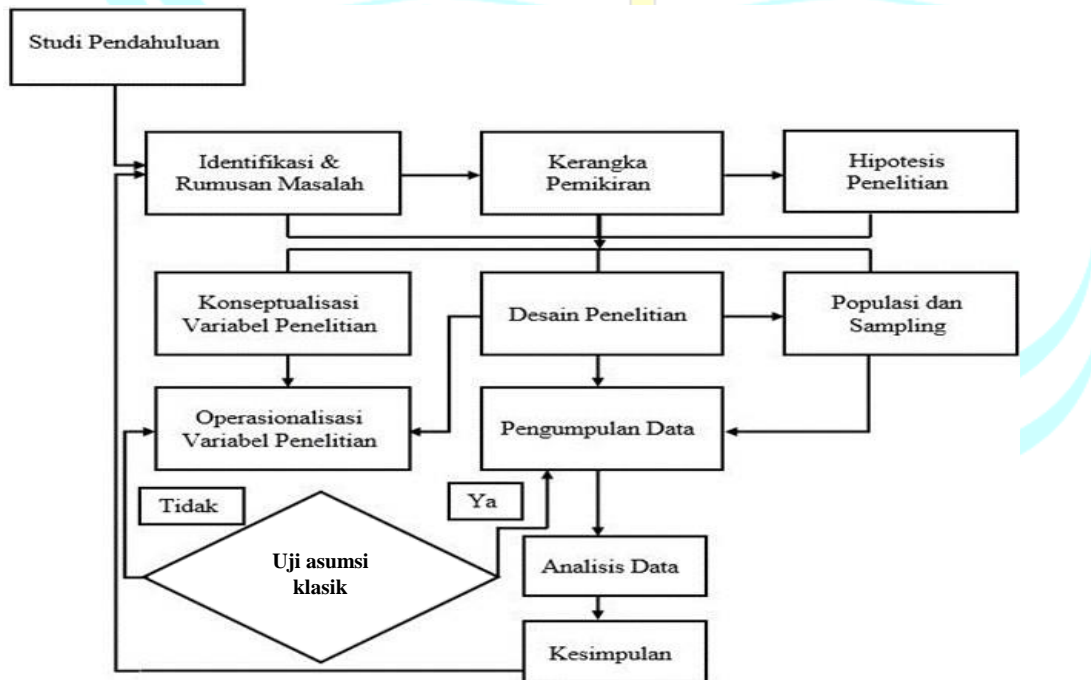 Studi Pendahuluan
Identifikasi &
Rumusan Masalah
Kerangka
Pemikiran
Hipotesis
Penelitian
Konseptualisasi
Variabel Penelitian
Desain Penelitian
Populasi dan
Sampling
Operasionalisasi
Variabel Penelitian
Pengumpulan Data
Tidak
Ya
Uji asumsi
klasik
Analisis Data
Kesimpulan